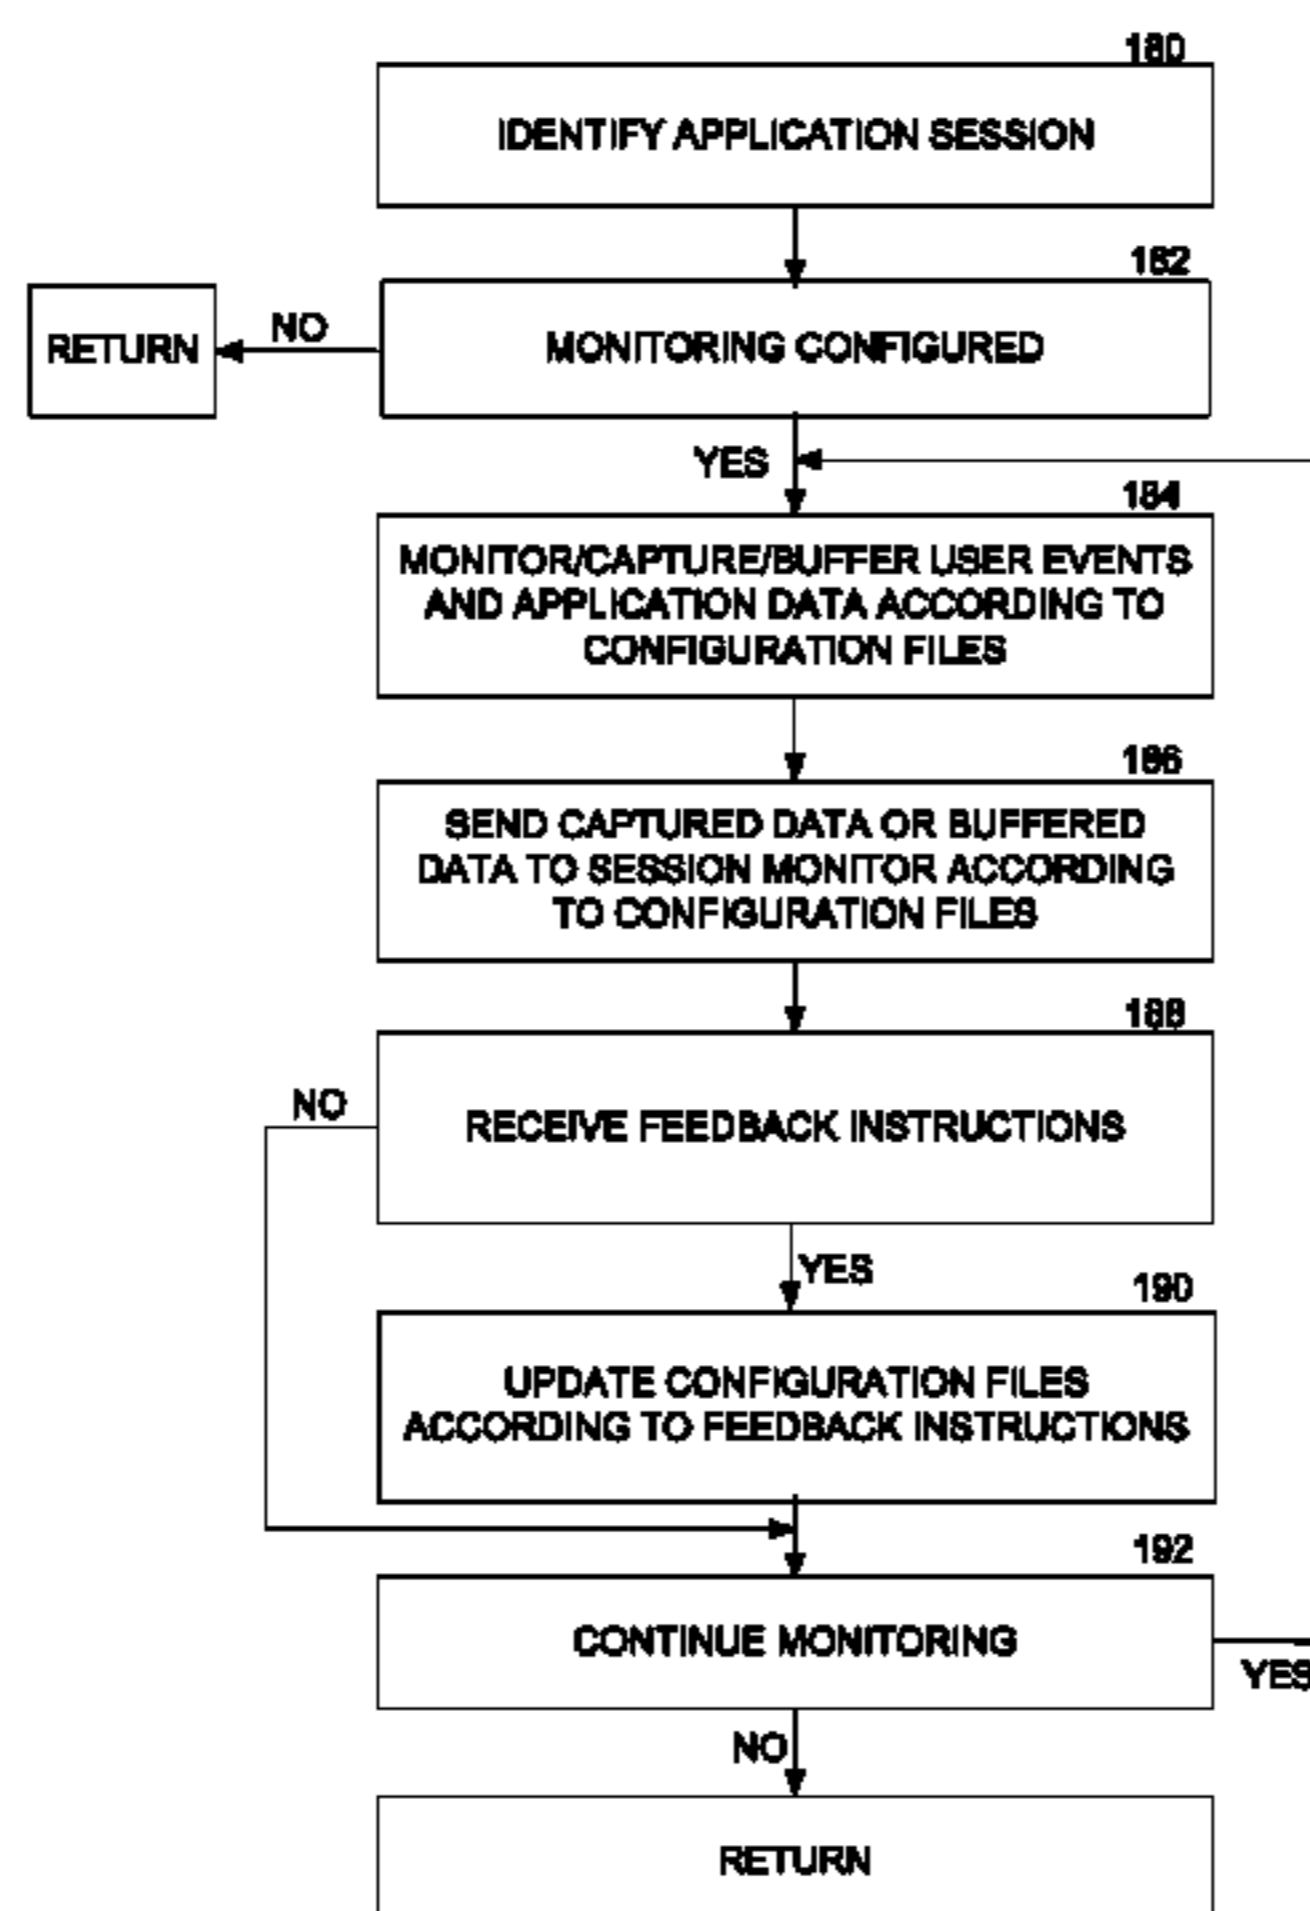 180
IDENTIFY APPLICATION SESSION
182
MONITORING CONFIGURED
NO
RETURN
YES
184
MONITOR/CAPTURE/BUFFER USER EVENTS
AND APPLICATION DATA ACCORDING TO
CONFIGURATION FILES
186
SEND CAPTURED DATA OR BUFFERED
DATA TO SESSION MONITOR ACCORDING
TO CONFIGURATION FILES
188
RECEIVE FEEDBACK INSTRUCTIONS
NO
YES
190
UPDATE CONFIGURATION FILES
ACCORDING TO FEEDBACK INSTRUCTIONS
192
CONTINUE MONITORING
YES
NO
RETURN